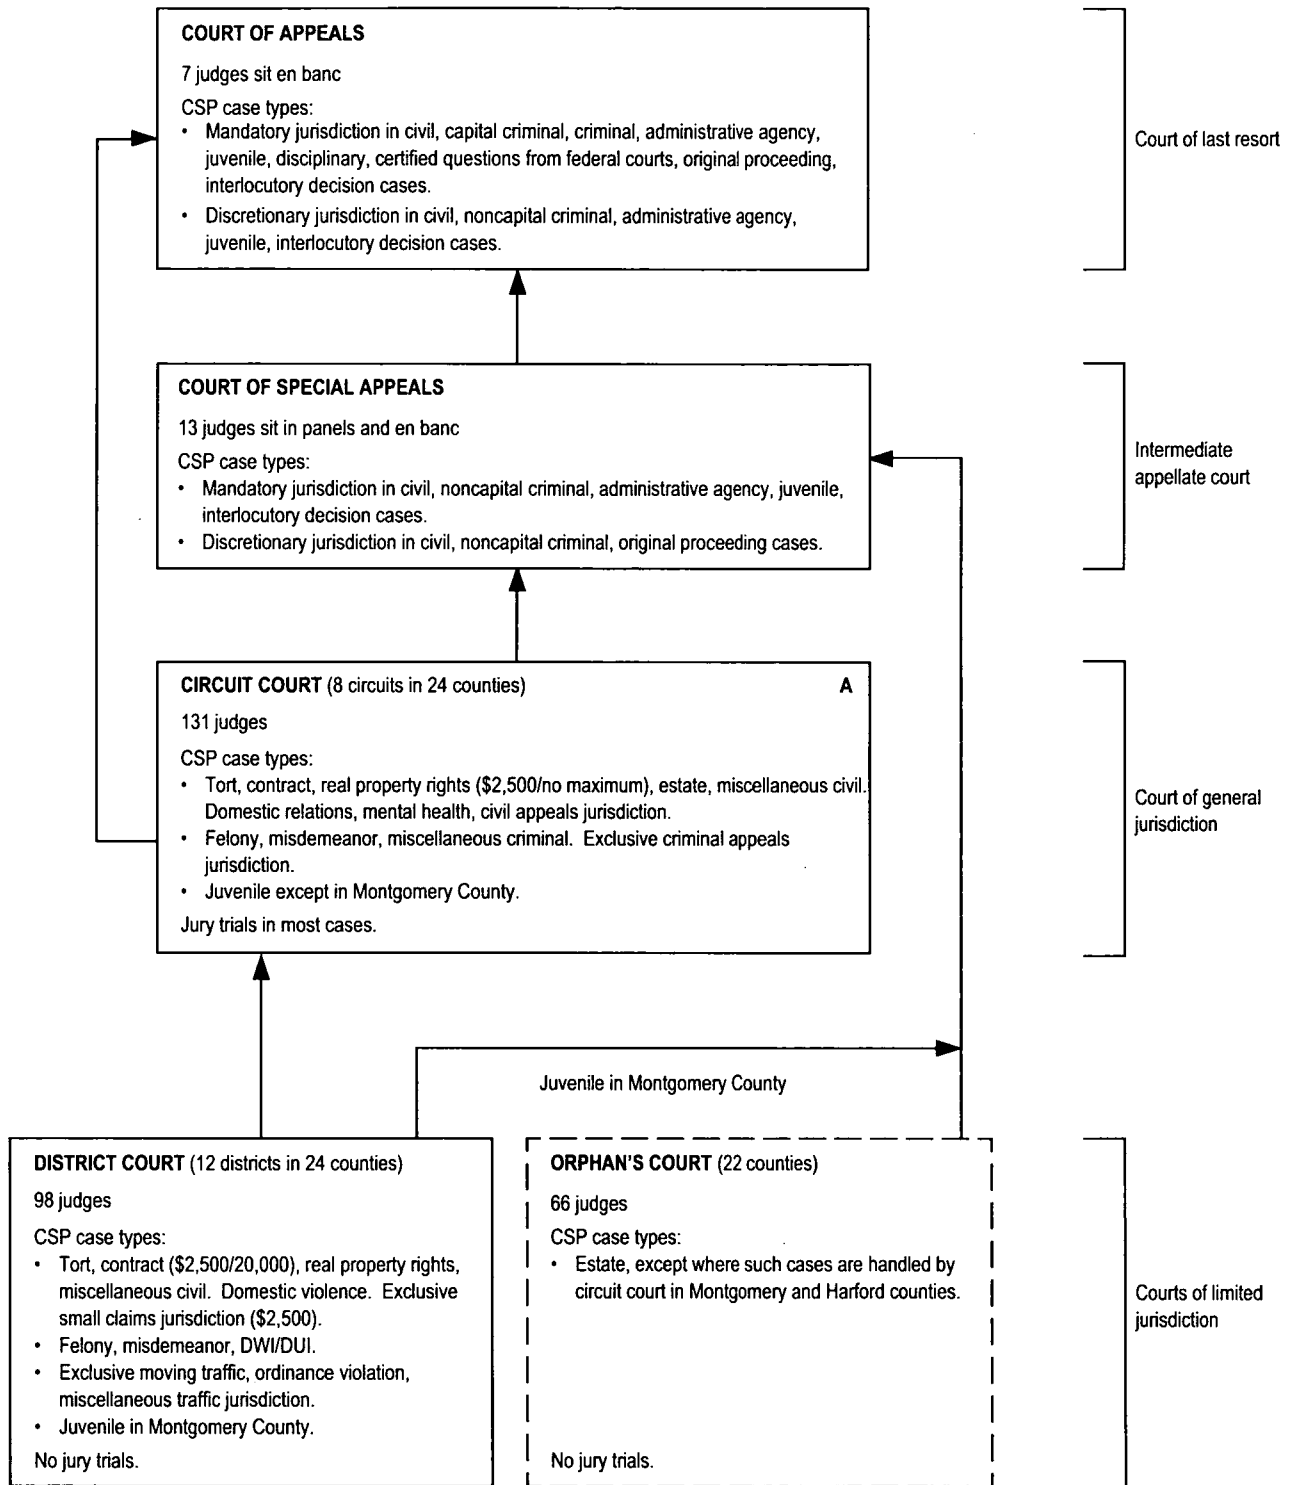 COURT OF APPEALS
7 judges sit en banc
CSP case types:
• Mandatory jurisdiction in civil, capital criminal, criminal, administrative agency,
juvenile, disciplinary, certified questions from federal courts, original proceeding,
interlocutory decision cases.
• Discretionary jurisdiction in civil, noncapital criminal, administrative agency,
juvenile, interlocutory decision cases.
Court of last resort
COURT OF SPECIAL APPEALS
13 judges sit in panels and en banc
CSP case types:
• Mandatory jurisdiction in civil, noncapital criminal, administrative agency, juvenile,
interlocutory decision cases.
• Discretionary jurisdiction in civil, noncapital criminal, original proceeding cases.
Intermediate
appellate court
CIRCUIT COURT (8 circuits in 24 counties) A
131 judges
CSP case types:
• Tort, contract, real property rights ($2,500/no maximum), estate, miscellaneous civil.
Domestic relations, mental health, civil appeals jurisdiction.
• Felony, misdemeanor, miscellaneous criminal. Exclusive criminal appeals
jurisdiction.
• Juvenile except in Montgomery County.
Jury trials in most cases.
Court of general
jurisdiction
Juvenile in Montgomery County
DISTRICT COURT (12 districts in 24 counties)
98 judges
CSP case types:
• Tort, contract ($2,500/20,000), real property rights,
miscellaneous civil. Domestic violence. Exclusive
small claims jurisdiction ($2,500).
• Felony, misdemeanor, DWI/DUI.
• Exclusive moving traffic, ordinance violation,
miscellaneous traffic jurisdiction.
• Juvenile in Montgomery County.
No jury trials.
ORPHAN'S COURT (22 counties)
66 judges
CSP case types:
• Estate, except where such cases are handled by
circuit court in Montgomery and Harford counties.
No jury trials.
Courts of limited
jurisdiction